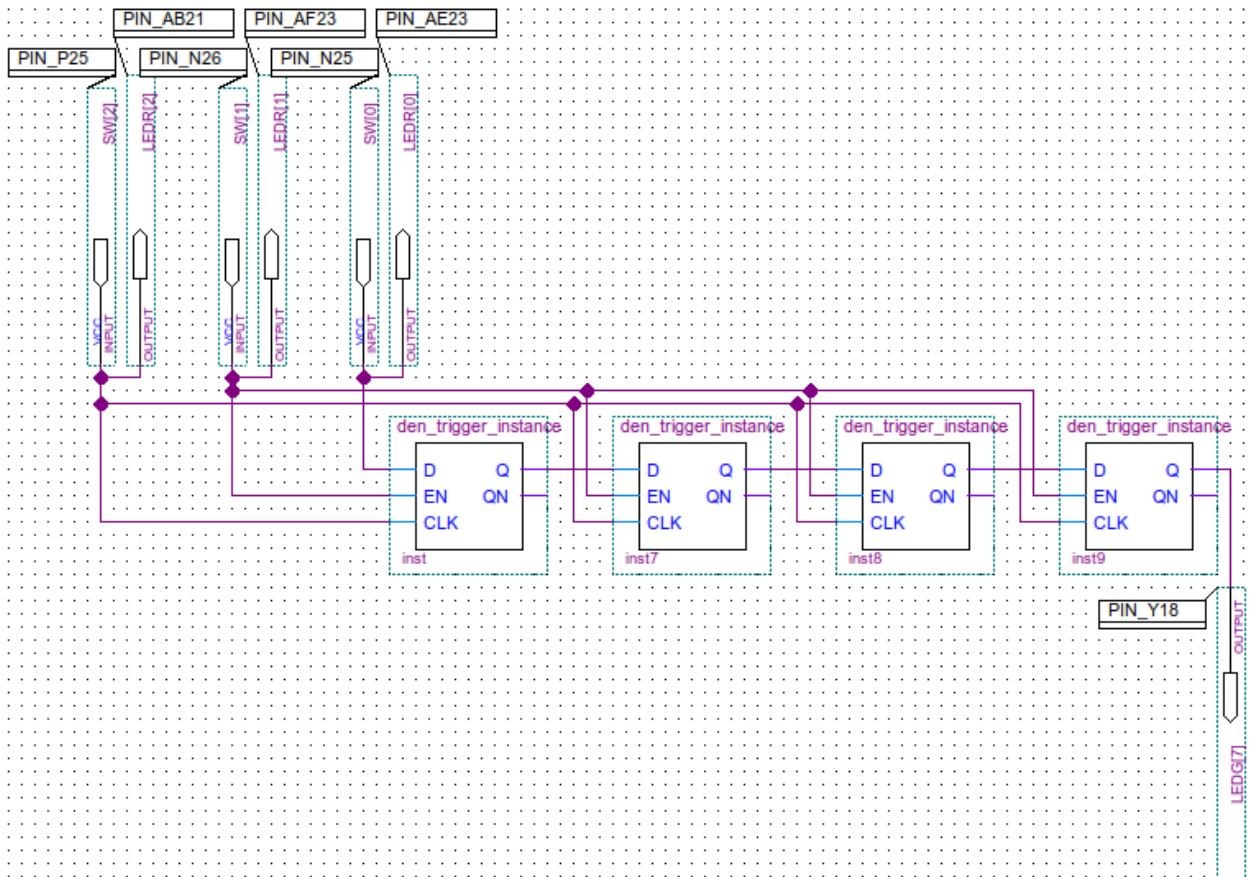 PIN_AB21
PIN_AF23
PIN_AE23
PIN_P25
PIN_N26
PIN_N25
SW[2]
LEDR[2]
SW[1]
LEDR[1]
SW[0]
LEDR[0]
VCC
INPUT
OUTPUT
VCC
INPUT
OUTPUT
VCC
INPUT
OUTPUT
den_trigger_instance
den_trigger_instance
den_trigger_instance
den_trigger_instance
D Q
EN QN
CLK
inst
D Q
EN QN
CLK
inst7
D Q
EN QN
CLK
inst8
D Q
EN QN
CLK
inst9
PIN_Y18
OUTPUT
LEDG[7]